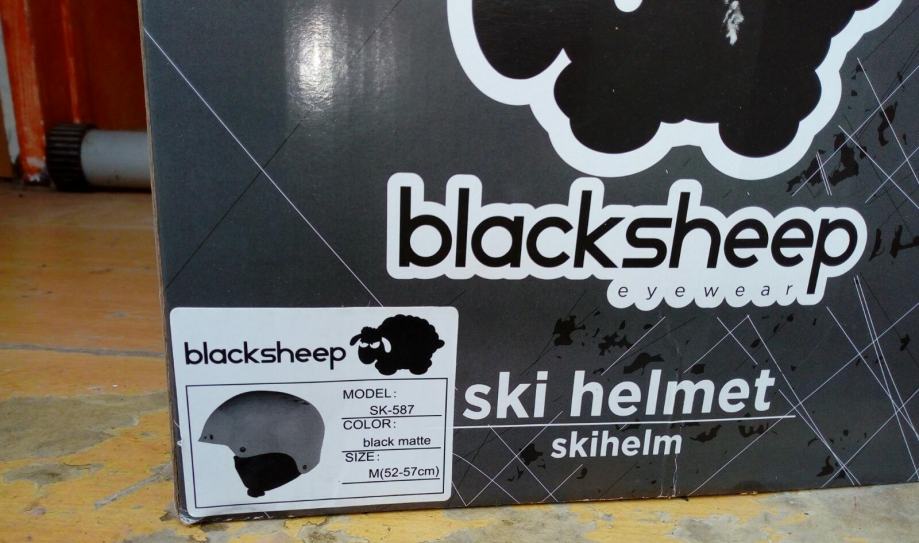 blacksheep
eyewear
ski helmet
skihelm
blacksheep
MODEL:
SK-587
COLOR:
black matte
SIZE:
M(52-57cm)